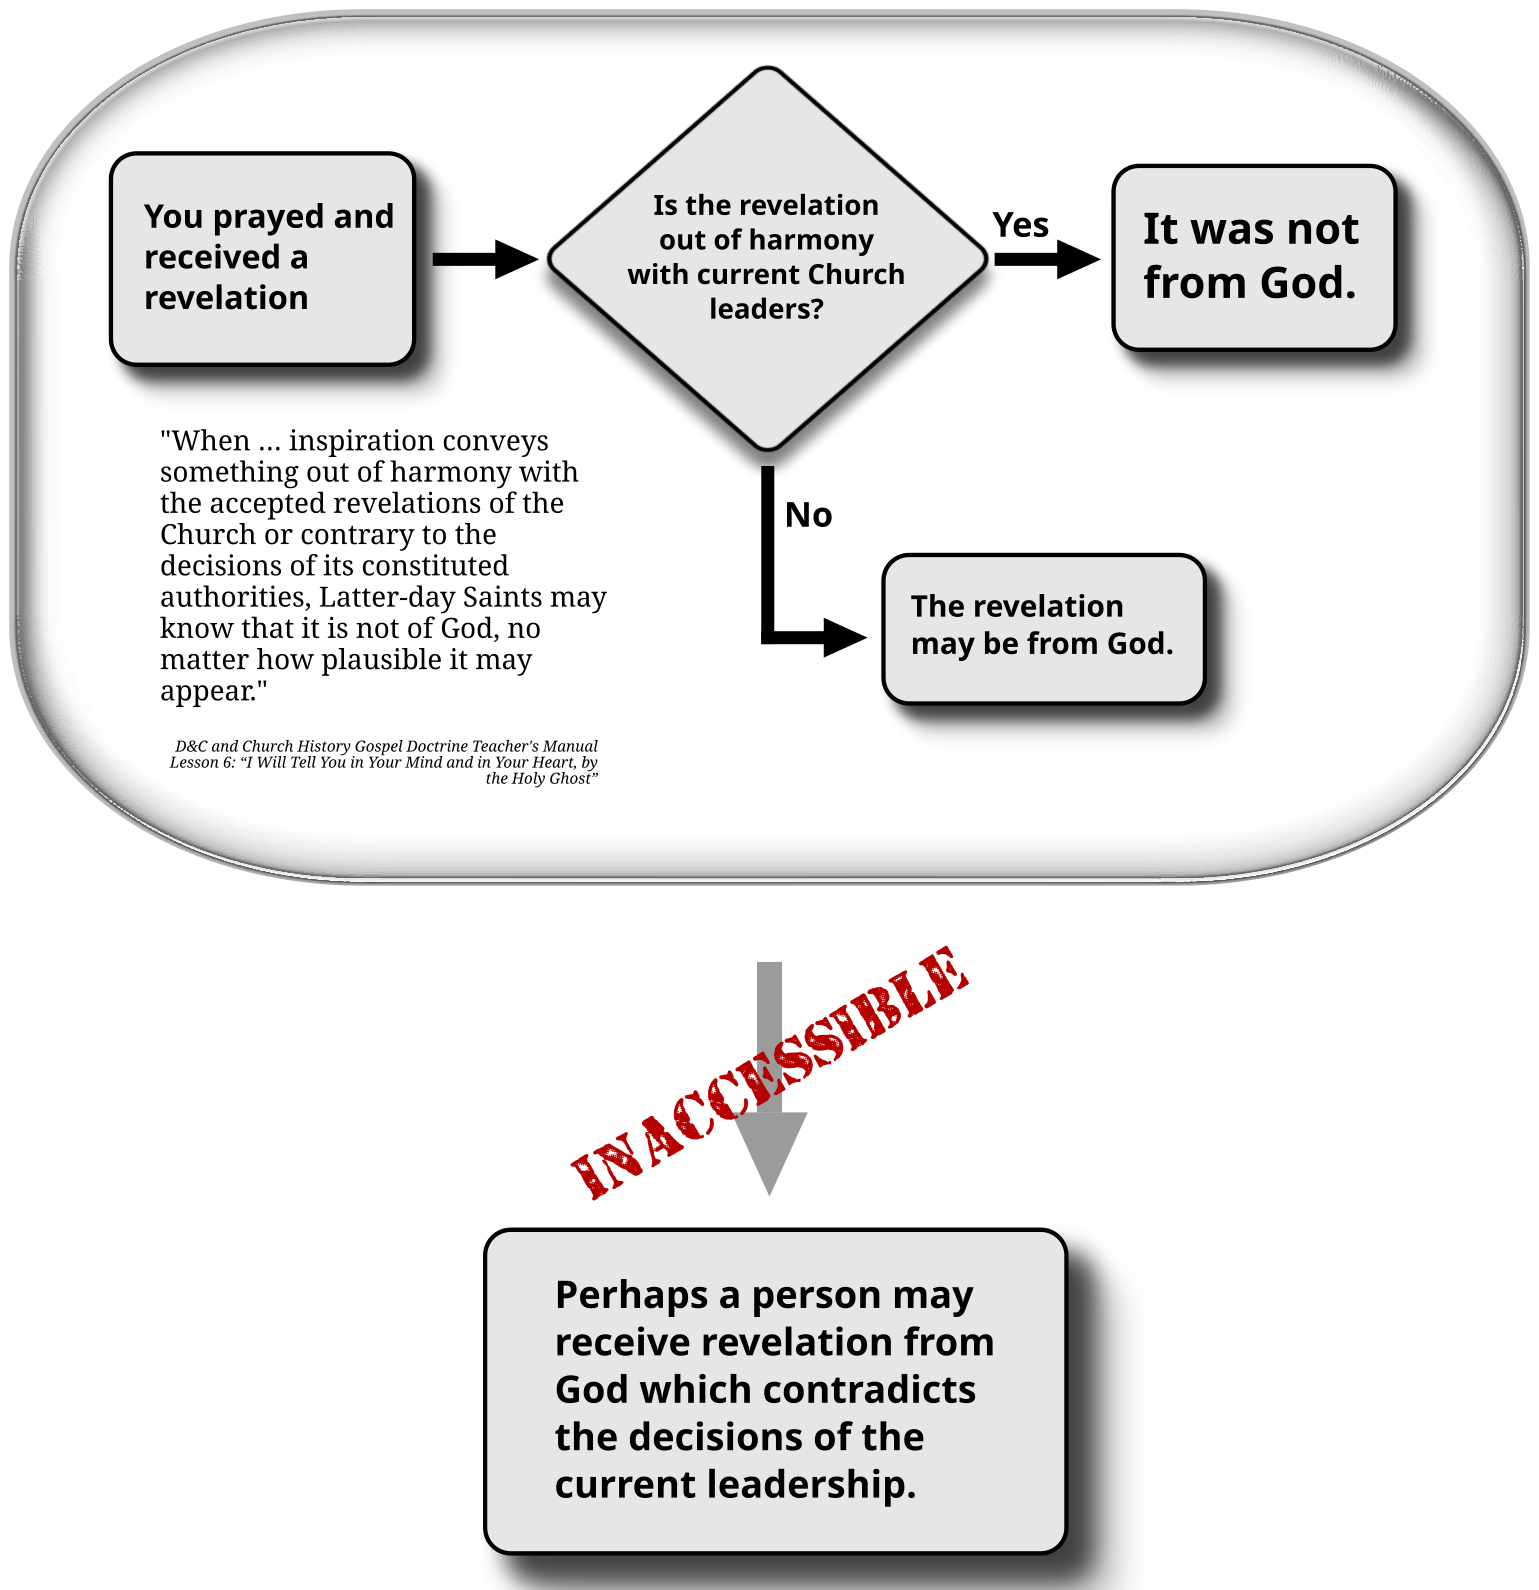 You prayed and
received a
revelation
Is the revelation
out of harmony
with current Church
leaders?
Yes
It was not
from God.
No
The revelation
may be from God.
"When ... inspiration conveys
something out of harmony with
the accepted revelations of the
Church or contrary to the
decisions of its constituted
authorities, Latter-day Saints may
know that it is not of God, no
matter how plausible it may
appear."
D&C and Church History Gospel Doctrine Teacher's Manual
Lesson 6: “I Will Tell You in Your Mind and in Your Heart, by
the Holy Ghost”
INACCESSIBLE
Perhaps a person may
receive revelation from
God which contradicts
the decisions of the
current leadership.